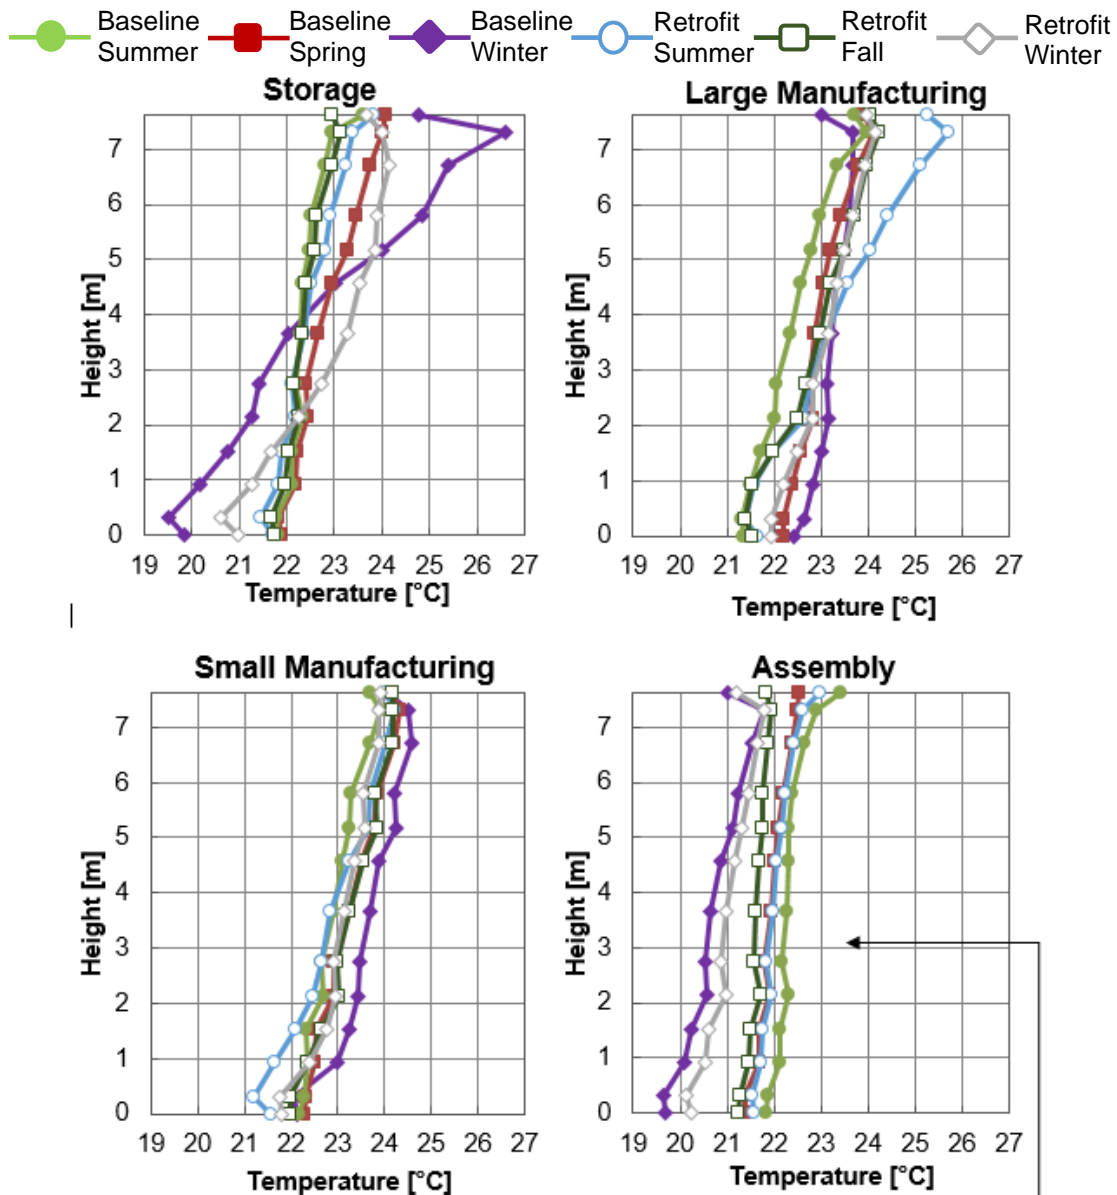 Baseline Summer
Baseline Spring
Baseline Winter
Retrofit Summer
Retrofit Fall
Retrofit Winter
Storage
Height [m]
7
6
5
4
3
2
1
0
19 20 21 22 23 24 25 26 27
Temperature [°C]
Large Manufacturing
Height [m]
7
6
5
4
3
2
1
0
19 20 21 22 23 24 25 26 27
Temperature [°C]
Small Manufacturing
Height [m]
7
6
5
4
3
2
1
0
19 20 21 22 23 24 25 26 27
Temperature [°C]
Assembly
Height [m]
7
6
5
4
3
2
1
0
19 20 21 22 23 24 25 26 27
Temperature [°C]